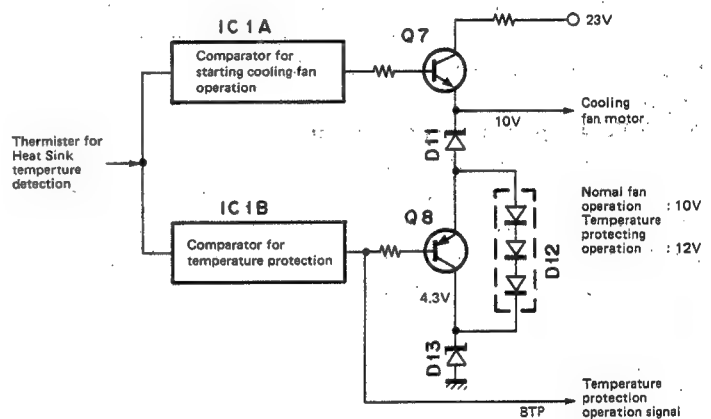 IC1A
Q7
23V
Comparator for
starting cooling fan
operation
10V
Cooling
fan motor
D11
Thermister for
Heat Sink
temperture
detection
IC1B
Q8
Comparator for
temperature protection
D12
Nomal fan
operation : 10V
Temperature
protecting
operation : 12V
4.3V
D13
BTP
Temperature
protection
operation signal